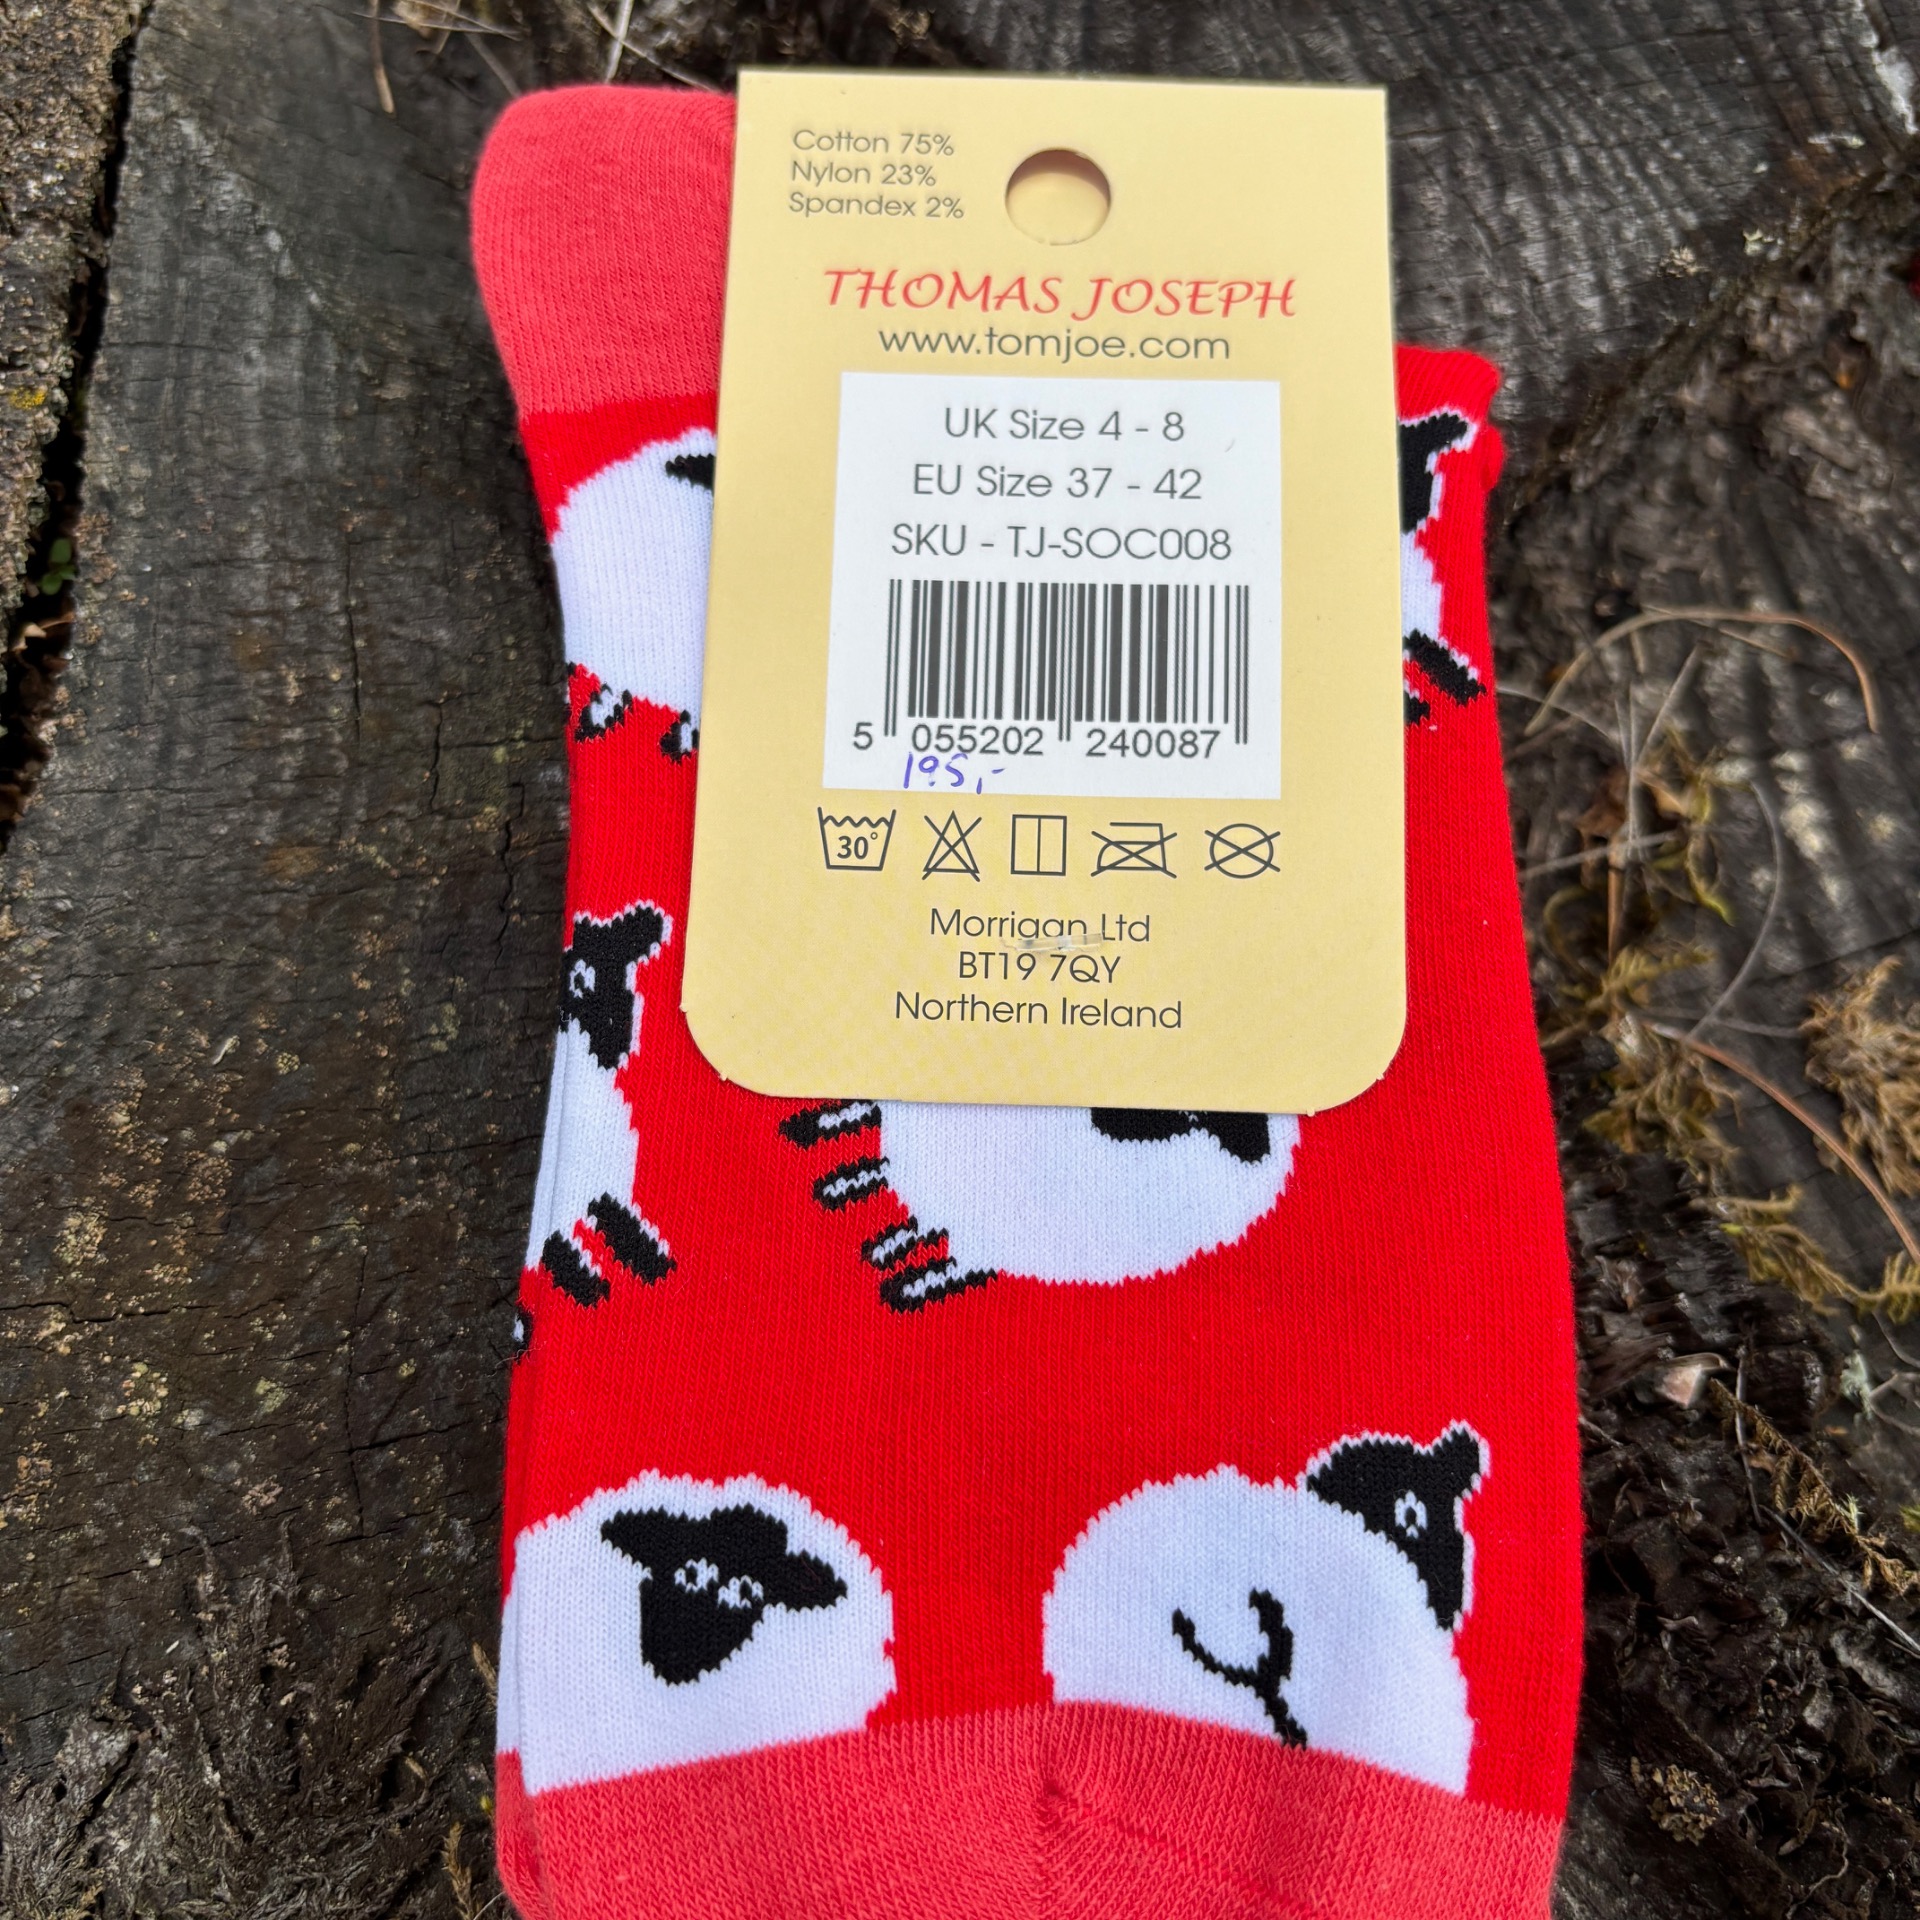 Cotton 75%
Nylon 23%
Spandex 2%
THOMAS JOSEPH
www.tomjoe.com
UK Size 4 - 8
EU Size 37 - 42
SKU - TJ-SOC008
5 055202 240087
195,-
30°
Morrigan Ltd
BT19 7QY
Northern Ireland